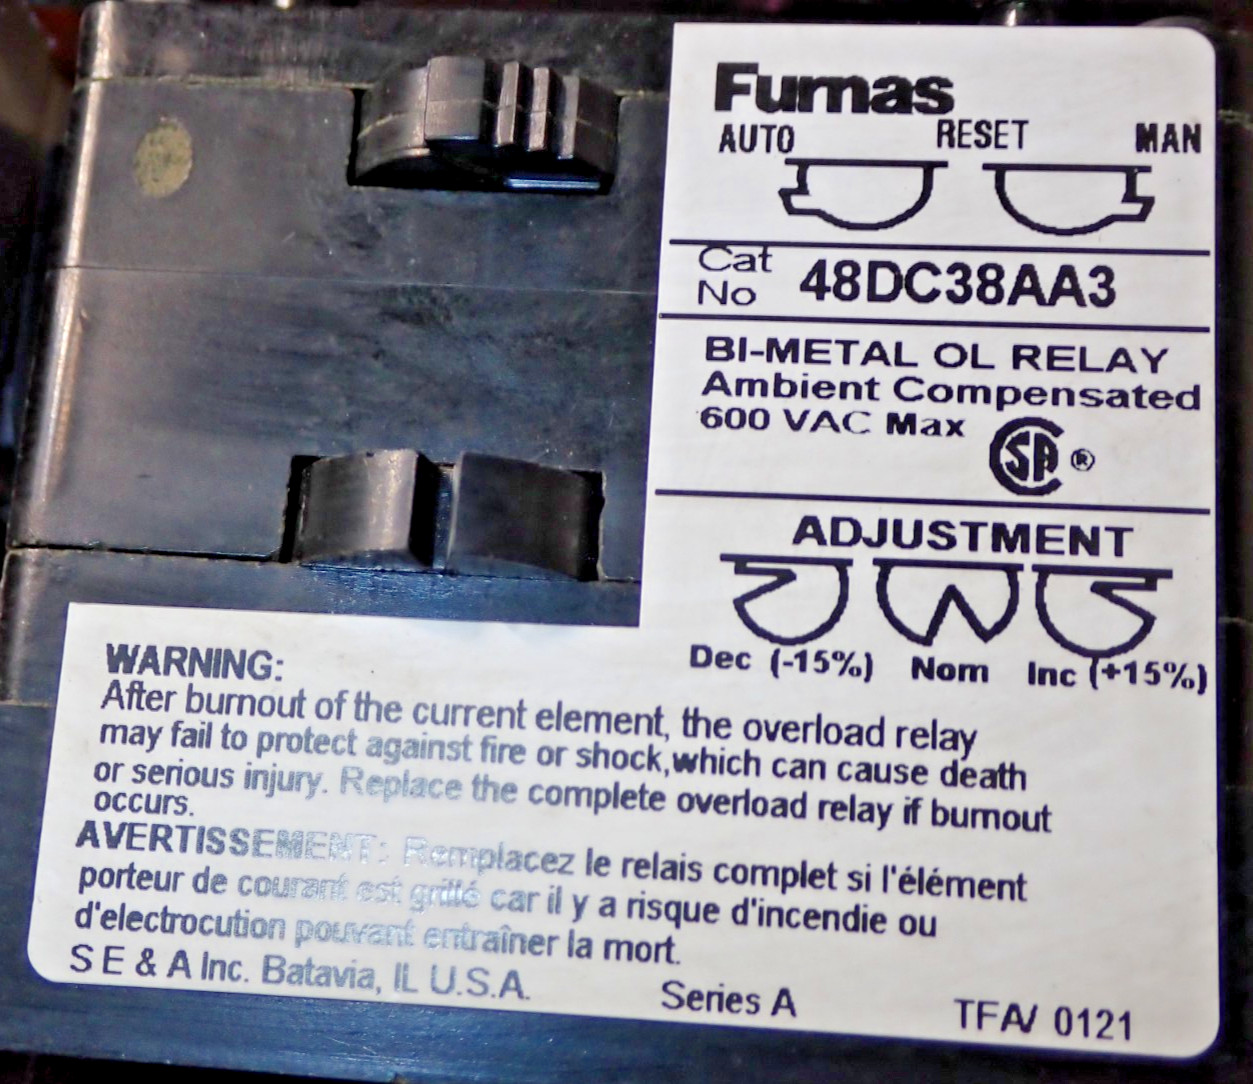 Furnas
AUTO RESET MAN
Cat No 48DC38AA3
BI-METAL OL RELAY
Ambient Compensated
600 VAC Max
SA ®
ADJUSTMENT
Dec (-15%) Nom Inc (+15%)
WARNING:
After burnout of the current element, the overload relay
may fail to protect against fire or shock,which can cause death
or serious injury. Replace the complete overload relay if burnout
occurs.
AVERTISSEMENT: Remplacez le relais complet si l'élément
porteur de courant est grillé car il y a risque d'incendie ou
d'electrocution pouvant entraîner la mort.
S E & A Inc. Batavia, IL U.S.A. Series A TFA/ 0121